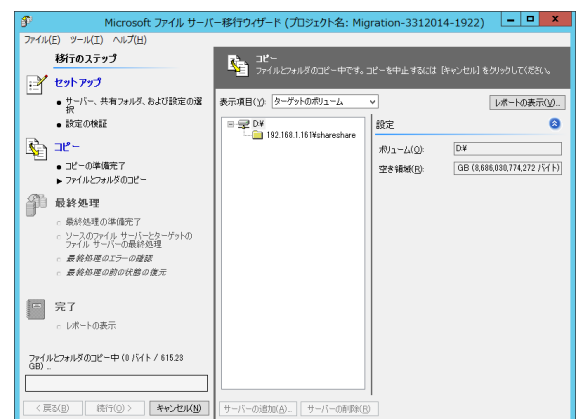 Microsoft ファイル サーバー移行ウィザード (プロジェクト名: Migration-3312014-1922)
ファイル(F) ツール(T) ヘルプ(H)
移行のステップ
セットアップ
サーバー、共有フォルダ、および設定の選択
設定の検証
コピー
コピーの準備完了
ファイルとフォルダのコピー
最終処理
最終処理の準備完了
ソースのファイル サーバーとターゲットの
ファイル サーバーの最終処理
最終処理のエラーの確認
最終処理の前の状態の復元
完了
レポートの表示
ファイルとフォルダのコピー中 (0 バイト / 615.23
GB) ...
< 戻る(B)
続行(O) >
キャンセル(N)
コピー
ファイルとフォルダのコピー中です。コピーを中止するには [キャンセル] をクリックしてください。
表示項目(Y): ターゲットのボリューム
レポートの表示(V)...
D:¥
192.168.1.161¥shareshare
設定
ボリューム(O): D:¥
空き領域(R): GB (8,686,030,774,272 バイト)
サーバーの追加(A)...
サーバーの削除(R)